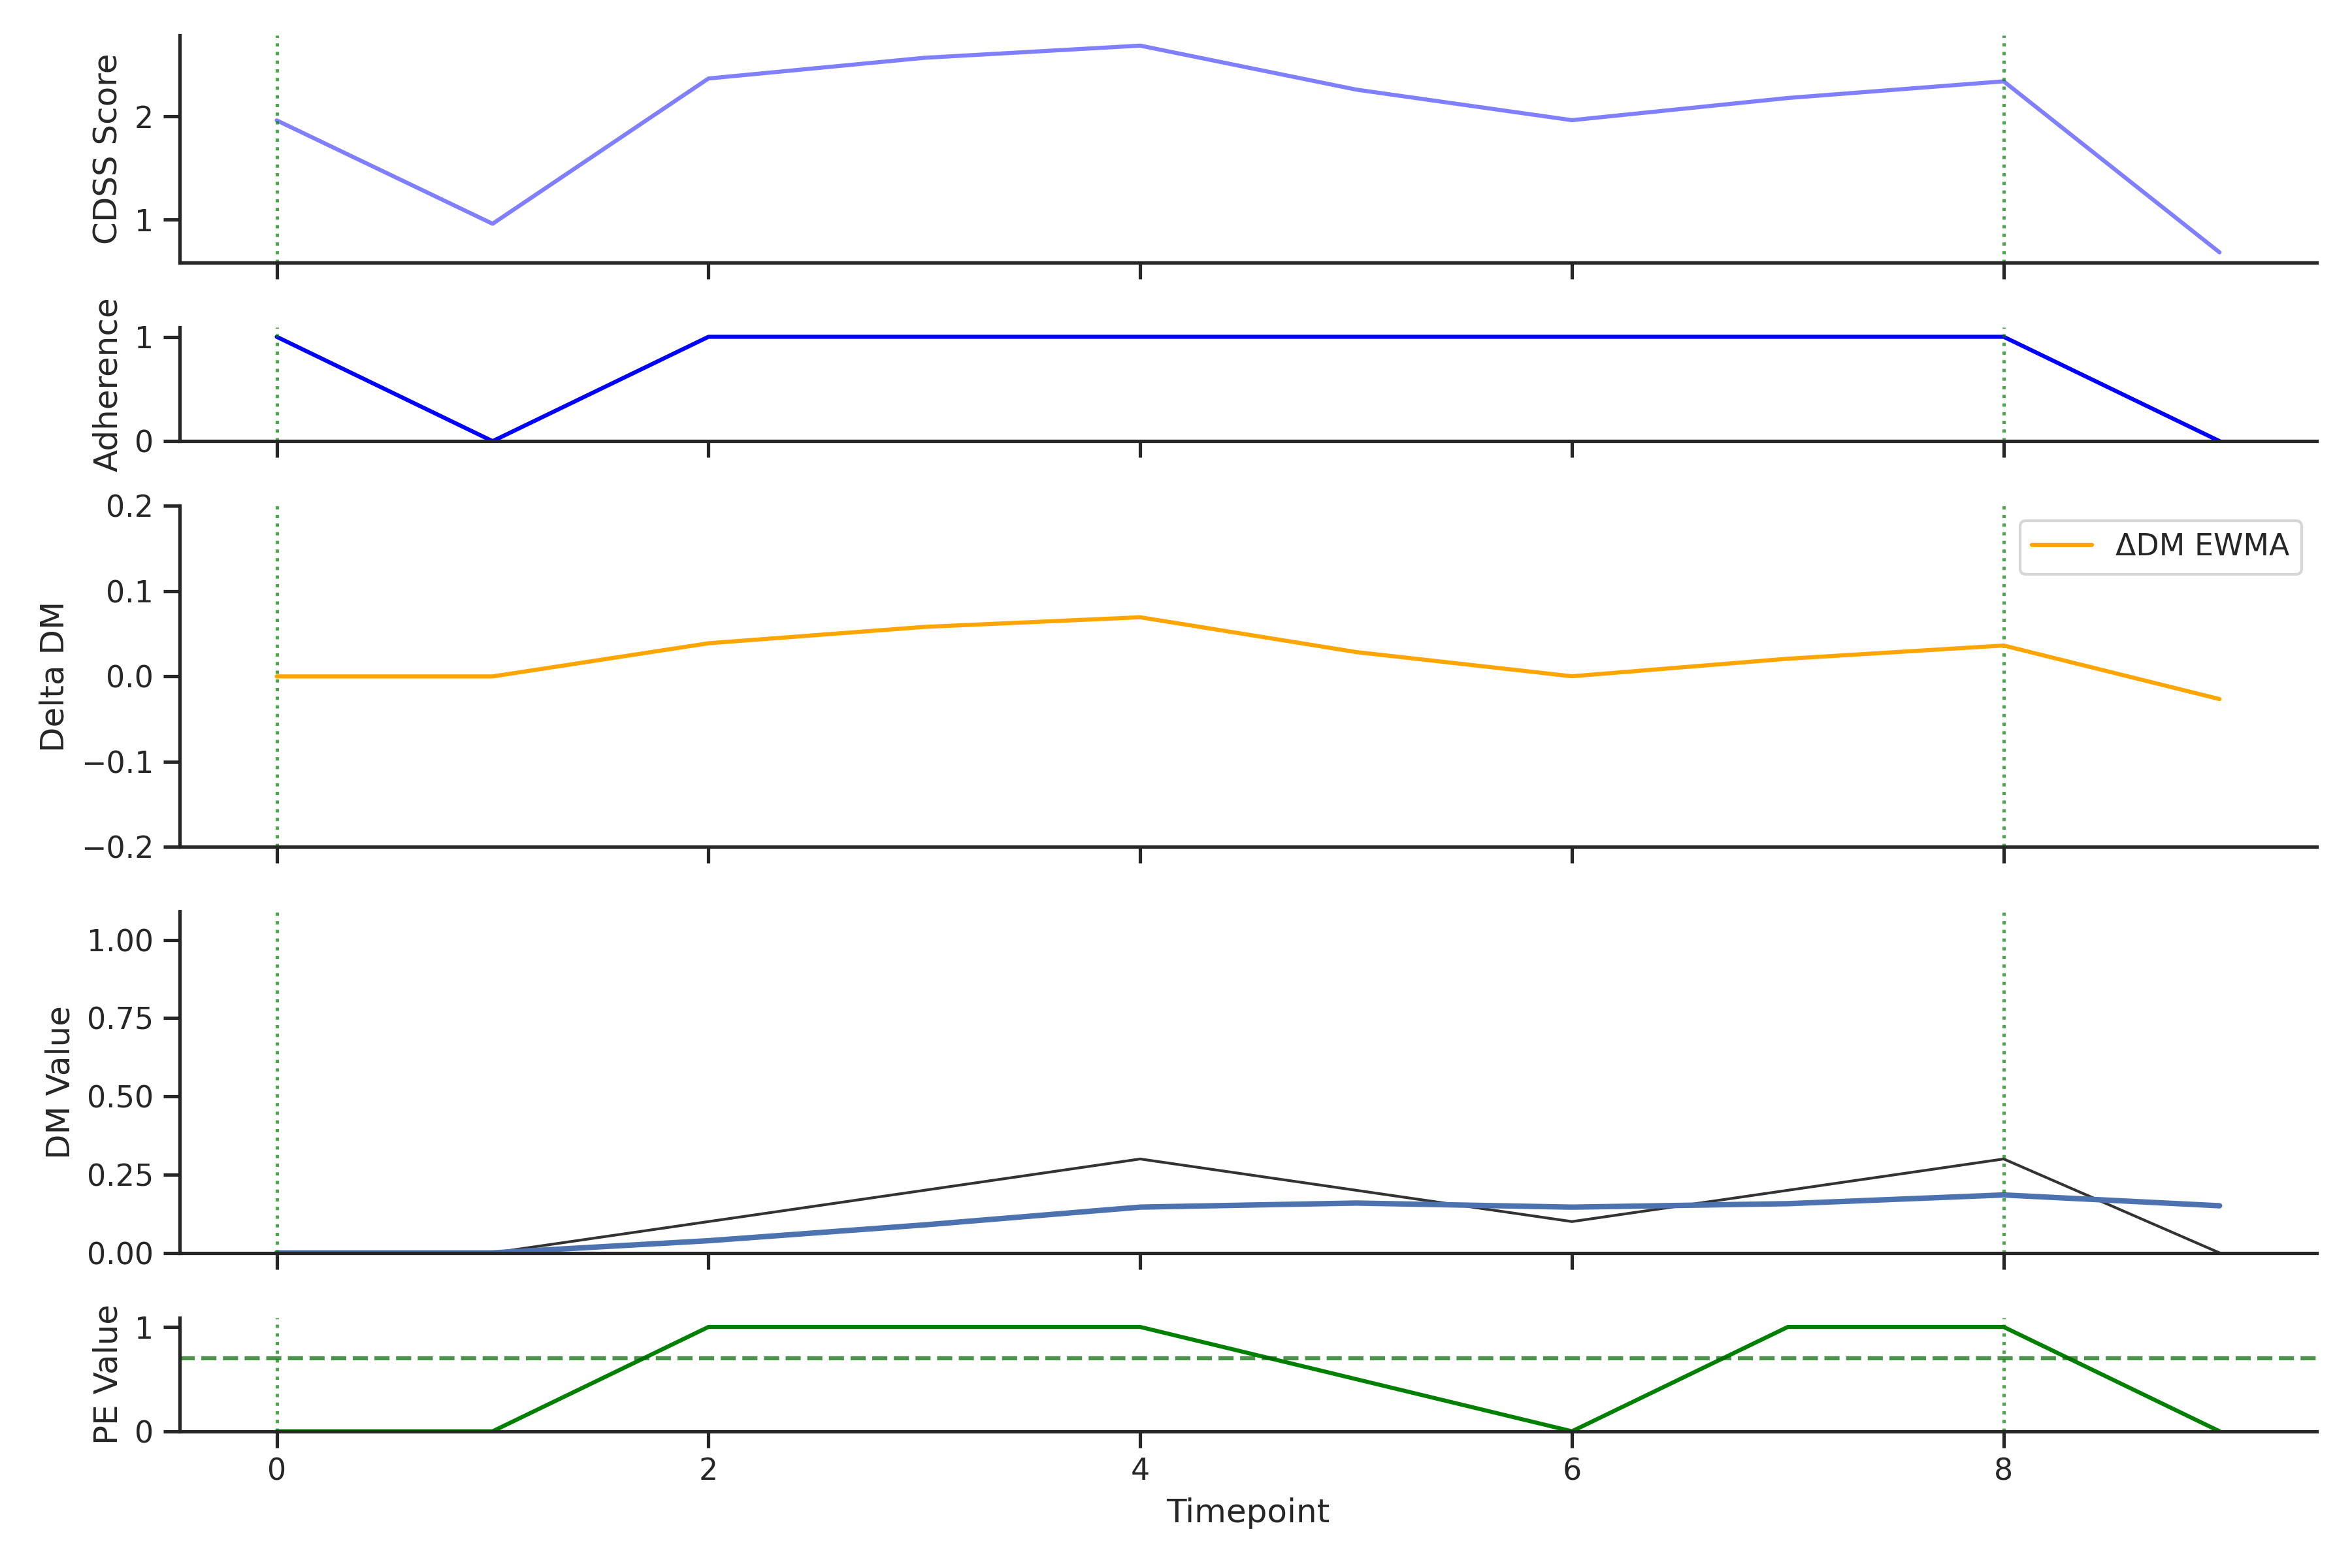 CDSS Score
2
1
Adherence
1
0
Delta DM
0.2
0.1
0.0
−0.1
−0.2
ΔDM EWMA
DM Value
1.00
0.75
0.50
0.25
0.00
PE Value
1
0
0 2 4 6 8
Timepoint